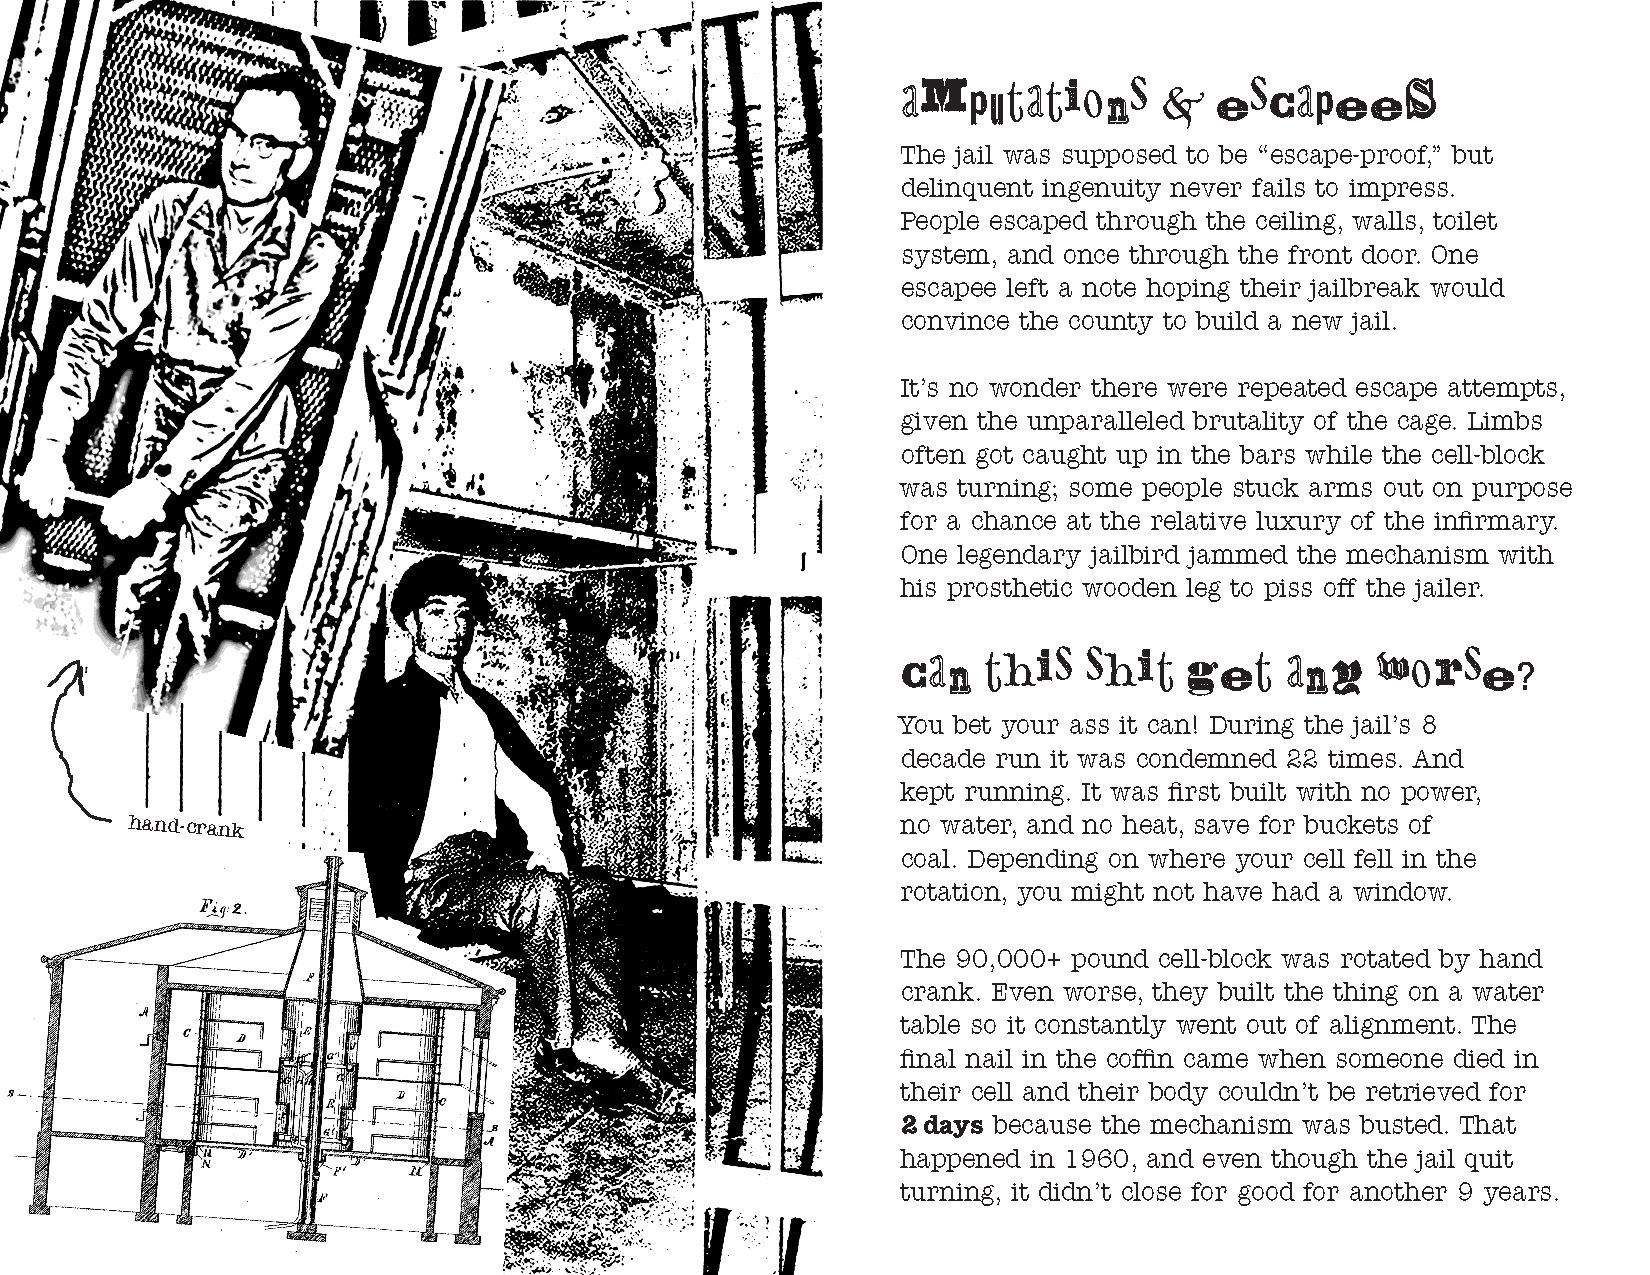 hand-crank
Fig. 2.
A
C
D
P
E
D
C
B
B
A
N
D'
P'
D'
H
F
aMputations & escapeeS
The jail was supposed to be “escape-proof,” but
delinquent ingenuity never fails to impress.
People escaped through the ceiling, walls, toilet
system, and once through the front door. One
escapee left a note hoping their jailbreak would
convince the county to build a new jail.
It’s no wonder there were repeated escape attempts,
given the unparalleled brutality of the cage. Limbs
often got caught up in the bars while the cell-block
was turning; some people stuck arms out on purpose
for a chance at the relative luxury of the infirmary.
One legendary jailbird jammed the mechanism with
his prosthetic wooden leg to piss off the jailer.
can thiS Shit get any worSe?
You bet your ass it can! During the jail’s 8
decade run it was condemned 22 times. And
kept running. It was first built with no power,
no water, and no heat, save for buckets of
coal. Depending on where your cell fell in the
rotation, you might not have had a window.
The 90,000+ pound cell-block was rotated by hand
crank. Even worse, they built the thing on a water
table so it constantly went out of alignment. The
final nail in the coffin came when someone died in
their cell and their body couldn’t be retrieved for
2 days because the mechanism was busted. That
happened in 1960, and even though the jail quit
turning, it didn’t close for good for another 9 years.